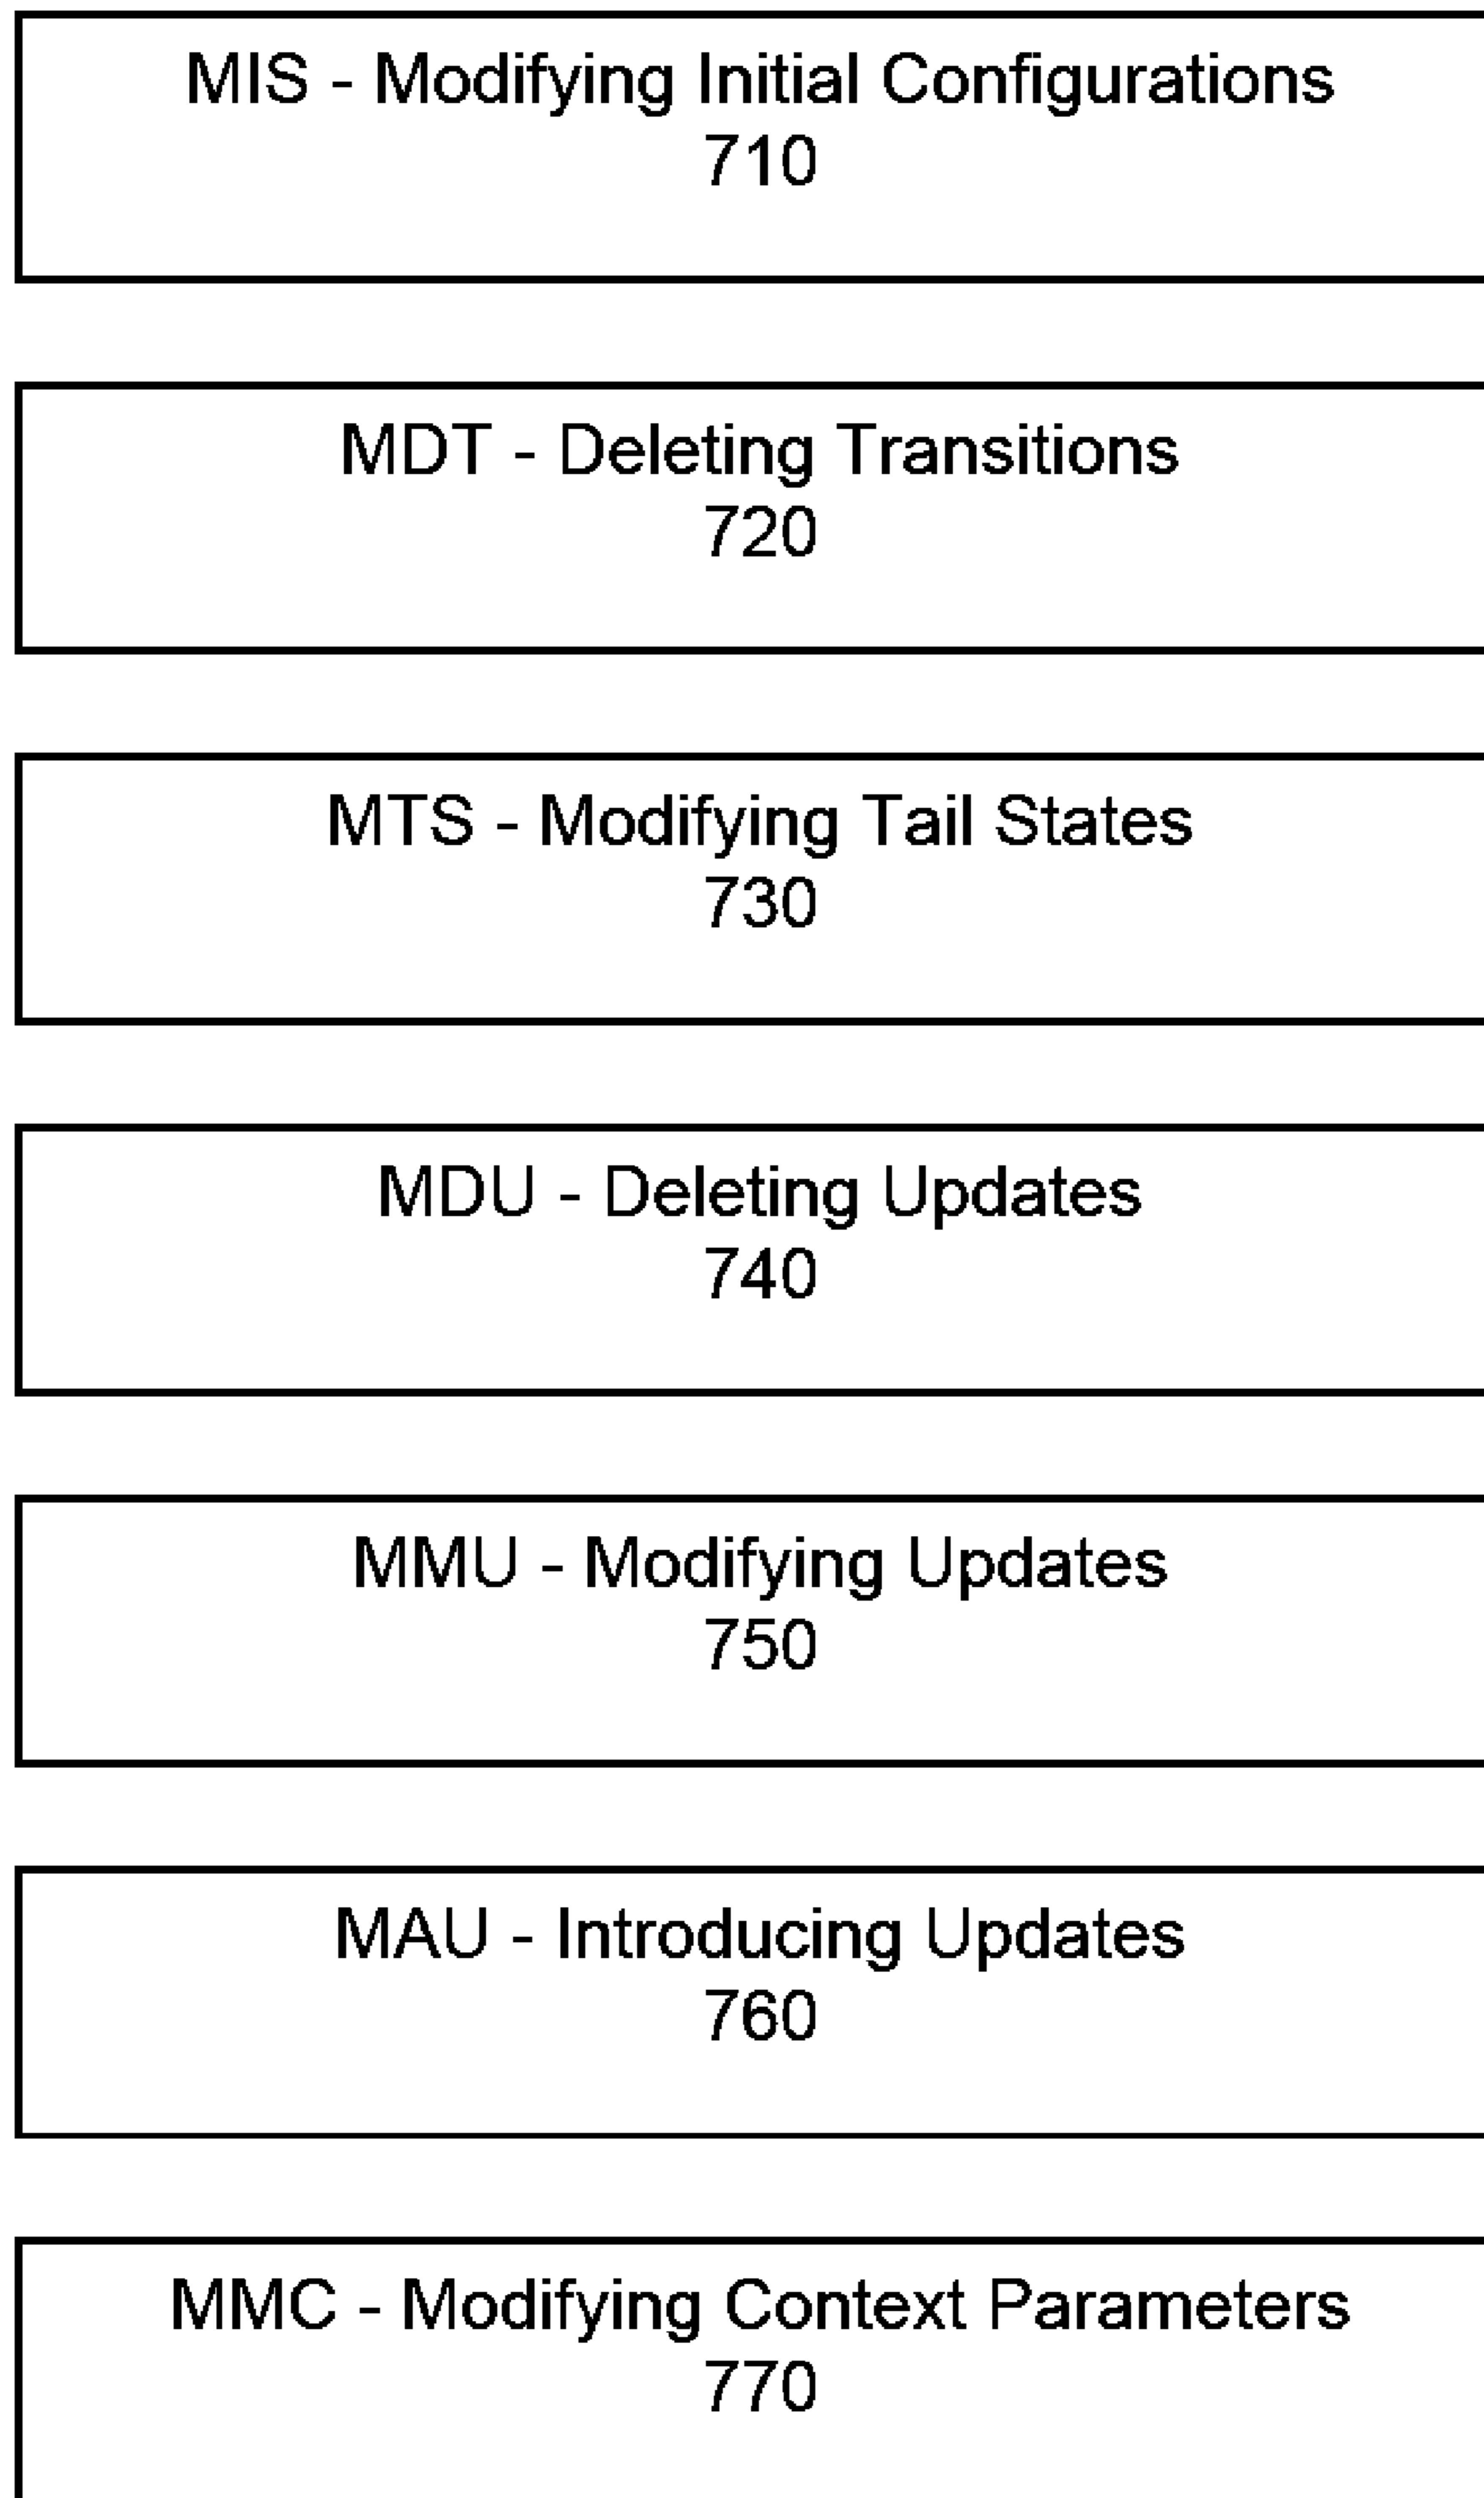 MIS - Modifying Initial Configurations
710
MDT - Deleting Transitions
720
MTS - Modifying Tail States
730
MDU - Deleting Updates
740
MMU - Modifying Updates
750
MAU - Introducing Updates
760
MMC - Modifying Context Parameters
770